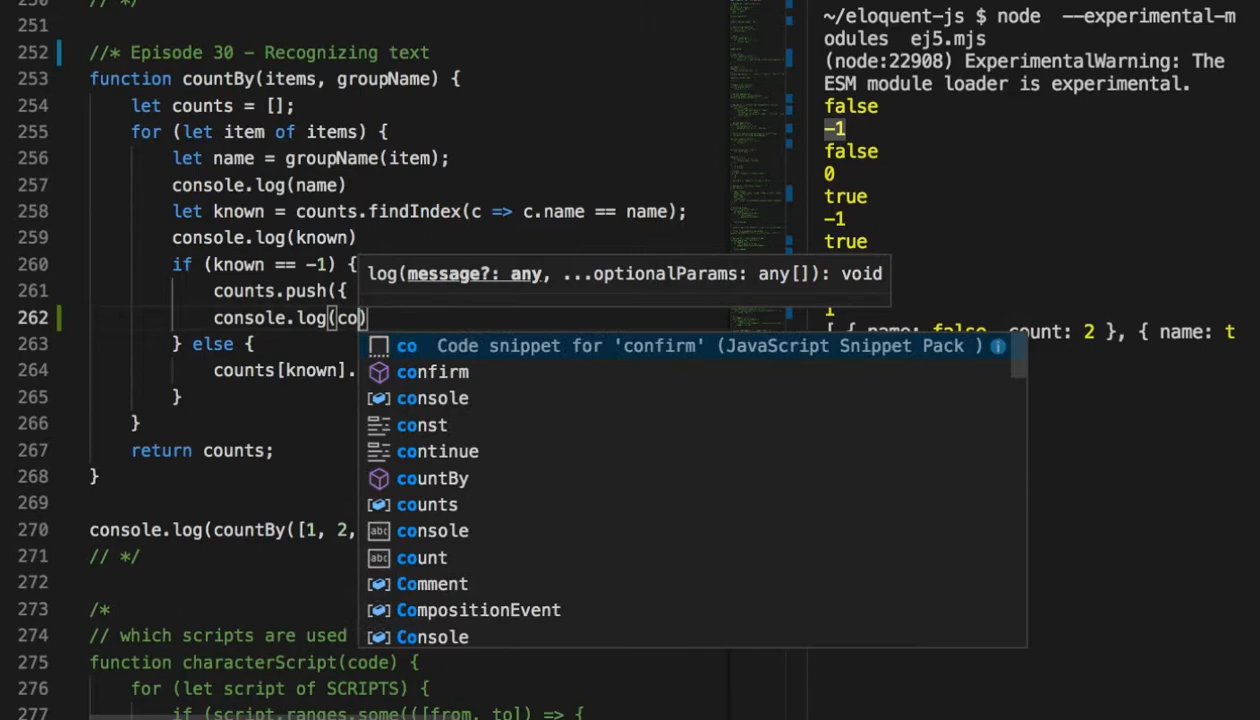 // */
251
252 //* Episode 30 - Recognizing text
253 function countBy(items, groupName) {
254 let counts = [];
255 for (let item of items) {
256 let name = groupName(item);
257 console.log(name)
258 let known = counts.findIndex(c => c.name == name);
259 console.log(known)
260 if (known == -1) {
261 counts.push({
262 console.log(co)
263 } else {
264 counts[known].
265 }
266 }
267 return counts;
268 }
269
270 console.log(countBy([1, 2,
271 // */
272
273 /*
274 // which scripts are used
275 function characterScript(code) {
276 for (let script of SCRIPTS) {
277 if (script.ranges.some(([from, to]) => {
log(message?: any, ...optionalParams: any[]): void
co Code snippet for 'confirm' (JavaScript Snippet Pack )
confirm
console
const
continue
countBy
counts
console
count
Comment
CompositionEvent
Console
~/eloquent-js $ node --experimental-m
odules ej5.mjs
(node:22908) ExperimentalWarning: The
ESM module loader is experimental.
false
-1
false
0
true
-1
true
1
[ { name: false, count: 2 }, { name: t